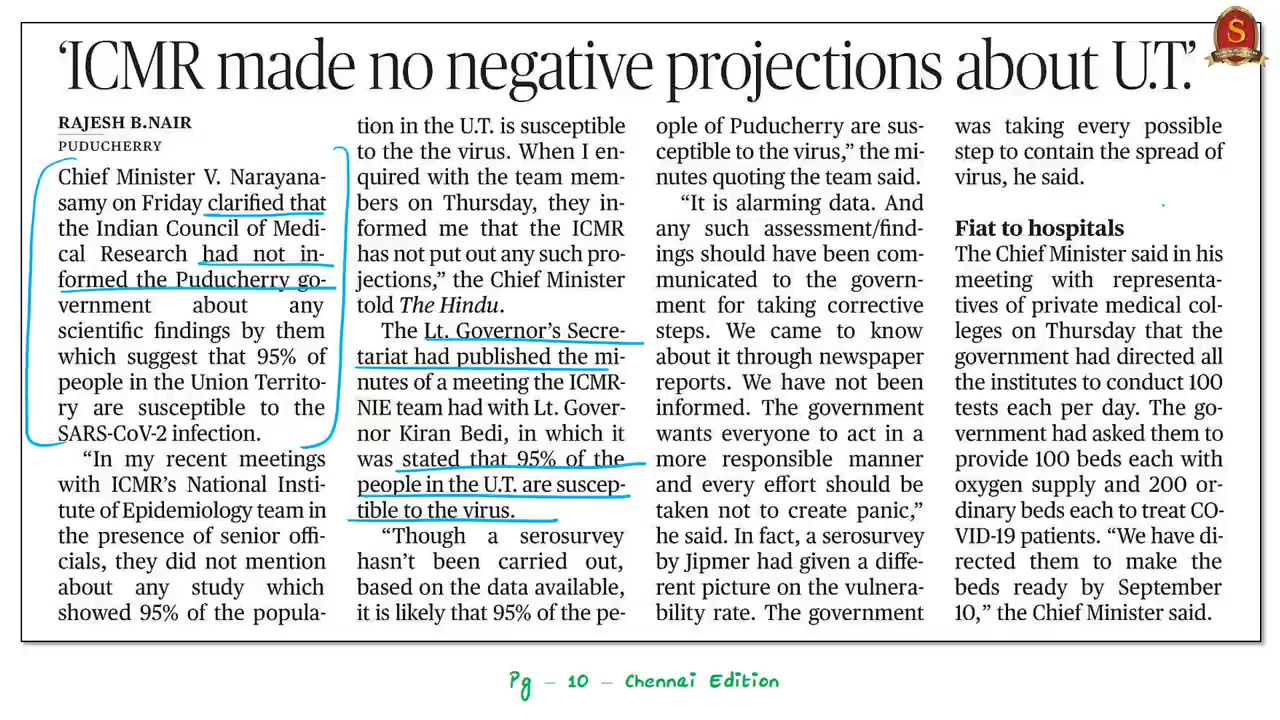 ‘ICMR made no negative projections about U.T.’
S
RAJESH B.NAIR
PUDUCHERRY
Chief Minister V. Narayana-
samy on Friday clarified that
the Indian Council of Medi-
cal Research had not in-
formed the Puducherry go-
vernment about any
scientific findings by them
which suggest that 95% of
people in the Union Territo-
ry are susceptible to the
SARS-CoV-2 infection.
“In my recent meetings
with ICMR’s National Insti-
tute of Epidemiology team in
the presence of senior offi-
cials, they did not mention
about any study which
showed 95% of the popula-
tion in the U.T. is susceptible
to the the virus. When I en-
quired with the team mem-
bers on Thursday, they in-
formed me that the ICMR
has not put out any such pro-
jections,” the Chief Minister
told The Hindu.
The Lt. Governor’s Secre-
tariat had published the mi-
nutes of a meeting the ICMR-
NIE team had with Lt. Gover-
nor Kiran Bedi, in which it
was stated that 95% of the
people in the U.T. are suscep-
tible to the virus.
“Though a serosurvey
hasn’t been carried out,
based on the data available,
it is likely that 95% of the pe-
ople of Puducherry are sus-
ceptible to the virus,” the mi-
nutes quoting the team said.
“It is alarming data. And
any such assessment/find-
ings should have been com-
municated to the govern-
ment for taking corrective
steps. We came to know
about it through newspaper
reports. We have not been
informed. The government
wants everyone to act in a
more responsible manner
and every effort should be
taken not to create panic,”
he said. In fact, a serosurvey
by Jipmer had given a diffe-
rent picture on the vulnera-
bility rate. The government
was taking every possible
step to contain the spread of
virus, he said.
Fiat to hospitals
The Chief Minister said in his
meeting with representa-
tives of private medical col-
leges on Thursday that the
government had directed all
the institutes to conduct 100
tests each per day. The go-
vernment had asked them to
provide 100 beds each with
oxygen supply and 200 or-
dinary beds each to treat CO-
VID-19 patients. “We have di-
rected them to make the
beds ready by September
10,” the Chief Minister said.
Pg - 10 - Chennai Edition